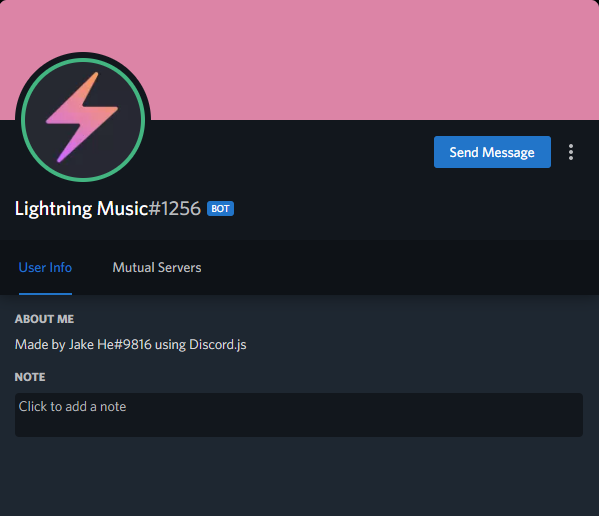 Send Message
Lightning Music#1256 BOT
User Info Mutual Servers
ABOUT ME
Made by Jake He#9816 using Discord.js
NOTE
Click to add a note